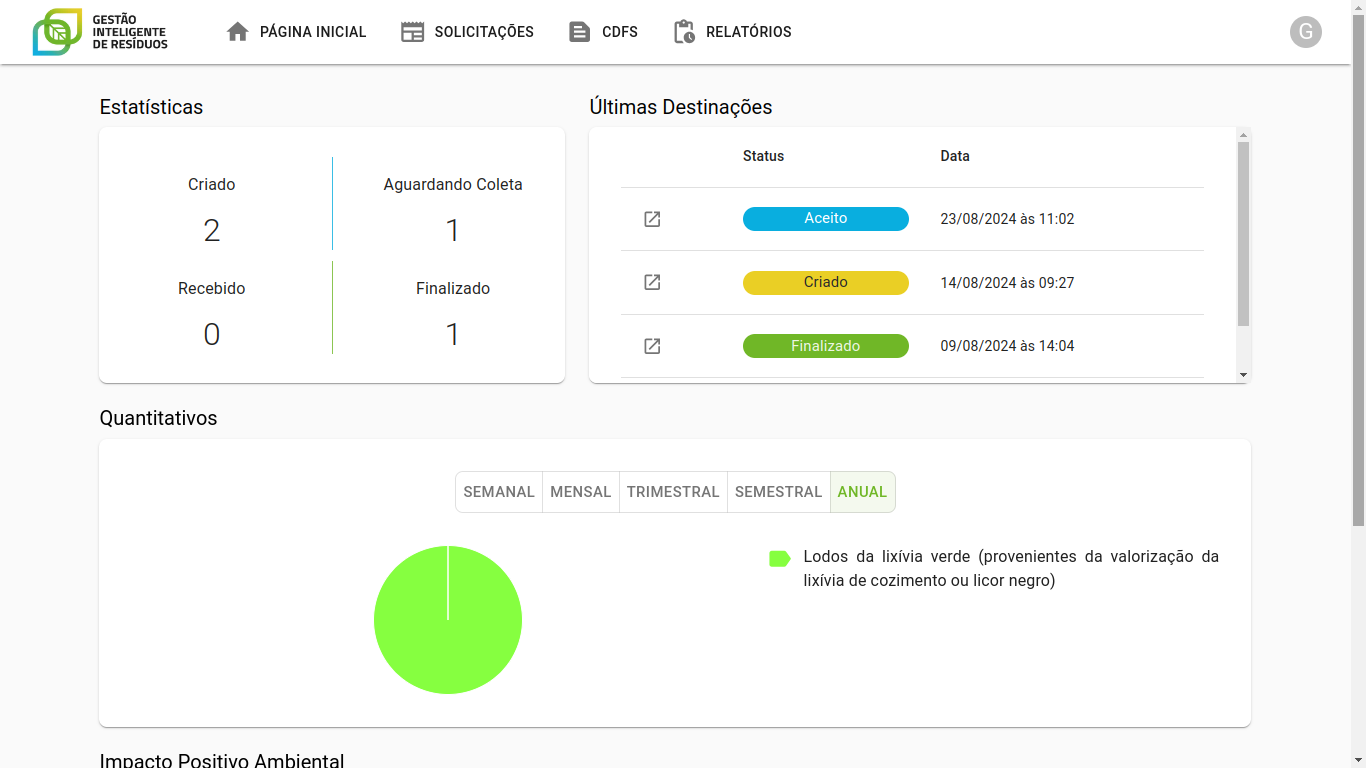 GESTÃO
INTELIGENTE
DE RESÍDUOS
PÁGINA INICIAL
SOLICITAÇÕES
CDFS
RELATÓRIOS
G
Estatísticas
Criado
2
Aguardando Coleta
1
Recebido
0
Finalizado
1
Últimas Destinações
Status Data
Aceito 23/08/2024 às 11:02
Criado 14/08/2024 às 09:27
Finalizado 09/08/2024 às 14:04
Quantitativos
SEMANAL MENSAL TRIMESTRAL SEMESTRAL ANUAL
Lodos da lixívia verde (provenientes da valorização da
lixívia de cozimento ou licor negro)
Impacto Positivo Ambiental